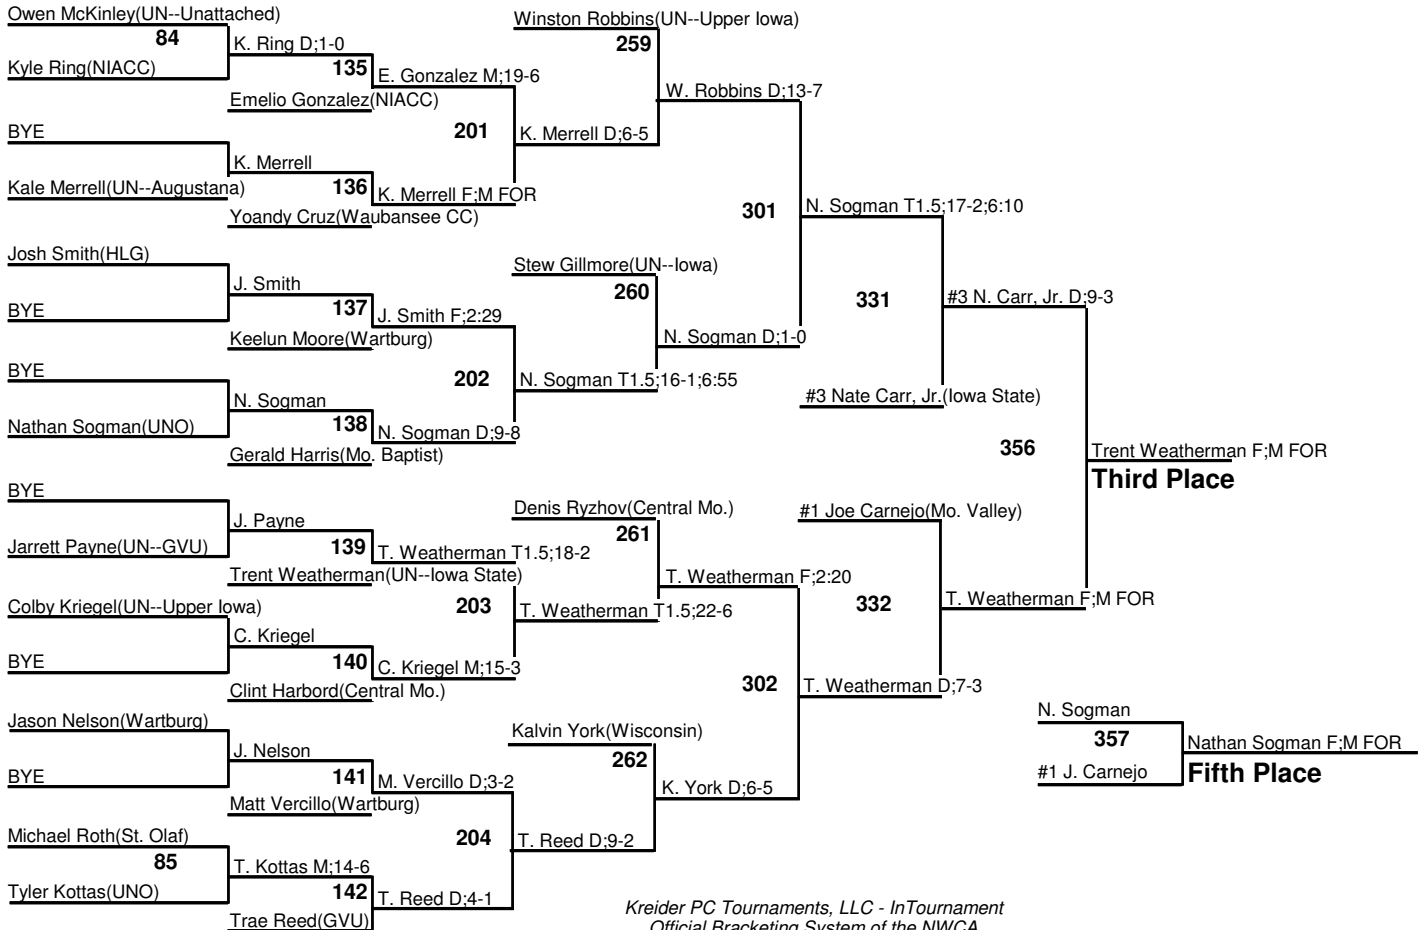 Owen McKinley(UN--Unattached)
84
K. Ring D;1-0
Kyle Ring(NIACC)
135
E. Gonzalez M;19-6
Emelio Gonzalez(NIACC)
BYE
201
K. Merrell D;6-5
K. Merrell
Kale Merrell(UN--Augustana)
136
K. Merrell F;M FOR
Yoandy Cruz(Waubansee CC)
Winston Robbins(UN--Upper Iowa)
259
W. Robbins D;13-7
301
N. Sogman T1.5;17-2;6:10
Josh Smith(HLG)
J. Smith
BYE
137
J. Smith F;2:29
Keelun Moore(Wartburg)
BYE
202
N. Sogman T1.5;16-1;6:55
N. Sogman
Nathan Sogman(UNO)
138
N. Sogman D;9-8
Gerald Harris(Mo. Baptist)
Stew Gillmore(UN--Iowa)
260
N. Sogman D;1-0
331
#3 N. Carr, Jr. D;9-3
#3 Nate Carr, Jr.(Iowa State)
356
Trent Weatherman F;M FOR
Third Place
BYE
J. Payne
Jarrett Payne(UN--GVU)
139
T. Weatherman T1.5;18-2
Trent Weatherman(UN--Iowa State)
Colby Kriegel(UN--Upper Iowa)
203
T. Weatherman T1.5;22-6
C. Kriegel
BYE
140
C. Kriegel M;15-3
Clint Harbord(Central Mo.)
Denis Ryzhov(Central Mo.)
261
T. Weatherman F;2:20
#1 Joe Carnejo(Mo. Valley)
332
T. Weatherman F;M FOR
302
T. Weatherman D;7-3
Jason Nelson(Wartburg)
J. Nelson
BYE
141
M. Vercillo D;3-2
Matt Vercillo(Wartburg)
Michael Roth(St. Olaf)
85
204
T. Reed D;9-2
T. Kottas M;14-6
Tyler Kottas(UNO)
142
T. Reed D;4-1
Trae Reed(GVU)
Kalvin York(Wisconsin)
262
K. York D;6-5
N. Sogman
357
Nathan Sogman F;M FOR
#1 J. Carnejo
Fifth Place
Kreider PC Tournaments, LLC - InTournament
Official Bracketing System of the NWCA